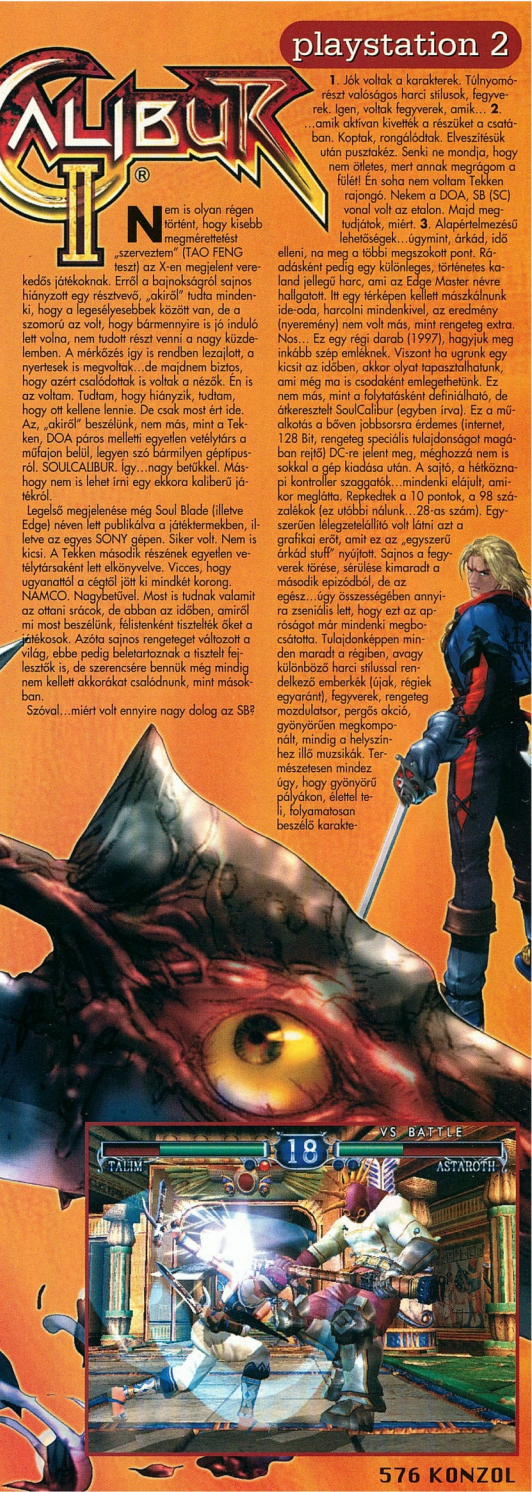 playstation 2
ALIBUR
II
®
Nem is olyan régen
történt, hogy kisebb
megmérettetést
„szerveztem” (TAO FENG
teszt) az X-en megjelent vere-
kedős játékoknak. Erről a bajnokságról sajnos
hiányzott egy résztvevő, „akiről” tudta minden-
ki, hogy a legesélyesebbek között van, de a
szomorú az volt, hogy bármennyire is jó induló
lett volna, nem tudott részt venni a nagy küzde-
lemben. A mérkőzés így is rendben lezajlott, a
nyertesek is megvoltak...de majdnem biztos,
hogy azért csalódottak is voltak a nézők. Én is
az voltam. Tudtam, hogy hiányzik, tudtam,
hogy ott kellene lennie. De csak most ért ide.
Az, „akiről” beszélünk, nem más, mint a Tek-
ken, DOA páros melletti egyetlen vetélytárs a
műfajon belül, legyen szó bármilyen géptípus-
ról. SOULCALIBUR. Így...nagy betűkkel. Más-
hogy nem is lehet írni egy ekkora kaliberű já-
tékról.
Legelső megjelenése még Soul Blade (illetve
Edge) néven lett publikálva a játéktermekben, il-
letve az egyes SONY gépen. Siker volt. Nem is
kicsi. A Tekken második részének egyetlen ve-
télytársaként lett elkönyvelve. Vicces, hogy
ugyanattól a cégtől jött ki mindkét korong.
NAMCO. Nagybetűvel. Most is tudnak valamit
az ottani srácok, de abban az időben, amiről
mi most beszélünk, félistenként tisztelték őket a
játékosok. Azóta sajnos rengeteget változott a
világ, ebbe pedig beletartoznak a tisztelt fej-
lesztők is, de szerencsére bennük még mindig
nem kellett akkorákat csalódnunk, mint mások-
ban.
Szóval...miért volt ennyire nagy dolog az SB?
1. Jók voltak a karakterek. Túlnyomó-
részt valóságos harci stílusok, fegyve-
rek. Igen, voltak fegyverek, amik... 2.
...amik aktívan kivették a részüket a csatá-
ban. Koptak, rongálódtak. Elveszítésük
után pusztakéz. Senki ne mondja, hogy
nem ötletes, mert annak megrágom a
fülét! Én soha nem voltam Tekken
rajongó. Nekem a DOA, SB (SC)
vonal volt az etalon. Majd meg-
tudjátok, miért. 3. Alapértelmezésű
lehetőségek...úgymint, árkád, idő
elleni, na meg a többi megszokott pont. Rá-
adásként pedig egy különleges, történetes ka-
land jellegű harc, ami az Edge Master névre
hallgatott. Itt egy térképen kellett mászkálnunk
ide-oda, harcolni mindenkivel, az eredmény
(nyeremény) nem volt más, mint rengeteg extra.
Nos... Ez egy régi darab (1997), hagyjuk meg
inkább szép emléknek. Viszont ha ugrunk egy
kicsit az időben, akkor olyat tapasztalhatunk,
ami még ma is csodaként emlegethetünk. Ez
nem más, mint a folytatásként definiálható, de
átkeresztelt SoulCalibur (egyben írva). Ez a mű-
alkotás a bőven jobbsorsra érdemes (internet,
128 Bit, rengeteg speciális tulajdonságot magá-
ban rejtő) DC-re jelent meg, méghozzá nem is
sokkal a gép kiadása után. A sajtó, a hétközna-
pi kontroller szaggatók...mindenki elájult, ami-
kor meglátta. Repkedtek a 10 pontok, a 98 szá-
zalékok (ez utóbbi nálunk...28-as szám). Egy-
szerűen lélegzetelállító volt látni azt a
grafikai erőt, amit ez az „egyszerű
árkád stuff” nyújtott. Sajnos a fegy-
verek törése, sérülése kimaradt a
második epizódból, de az
egész...úgy összességében annyi-
ra zseniális lett, hogy ezt az ap-
róságot már mindenki megbo-
csátotta. Tulajdonképpen min-
den maradt a régiben, avagy
különböző harci stílussal ren-
delkező emberkék (újak, régiek
egyaránt), fegyverek, rengeteg
mozdulatsor, pergős akció,
gyönyörűen megkompo-
nált, mindig a helyszín-
hez illő muzsikák. Ter-
mészetesen mindez
úgy, hogy gyönyörű
pályákon, élettel te-
li, folyamatosan
beszélő karakte-
VS BATTLE
18
TALIM
ASTAROTH
576 KONZOL